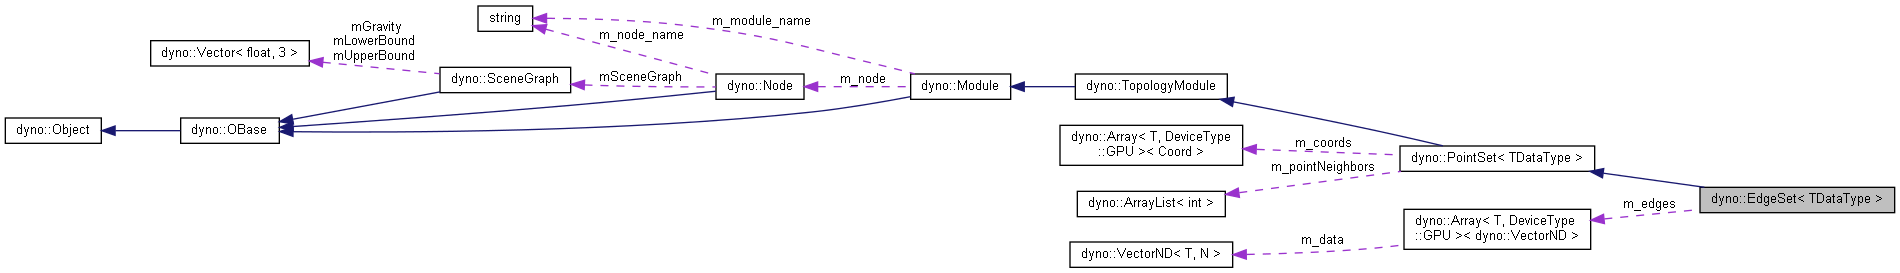 string
m_module_name
mGravity
mLowerBound
mUpperBound
m_node_name
dyno::Vector< float, 3 >
dyno::SceneGraph
mSceneGraph
dyno::Node
m_node
dyno::Module
dyno::TopologyModule
dyno::Object
dyno::OBase
dyno::Array< T, DeviceType
::GPU >< Coord >
m_coords
dyno::PointSet< TDataType >
m_pointNeighbors
dyno::ArrayList< int >
dyno::EdgeSet< TDataType >
m_edges
dyno::Array< T, DeviceType
::GPU >< dyno::VectorND >
m_data
dyno::VectorND< T, N >